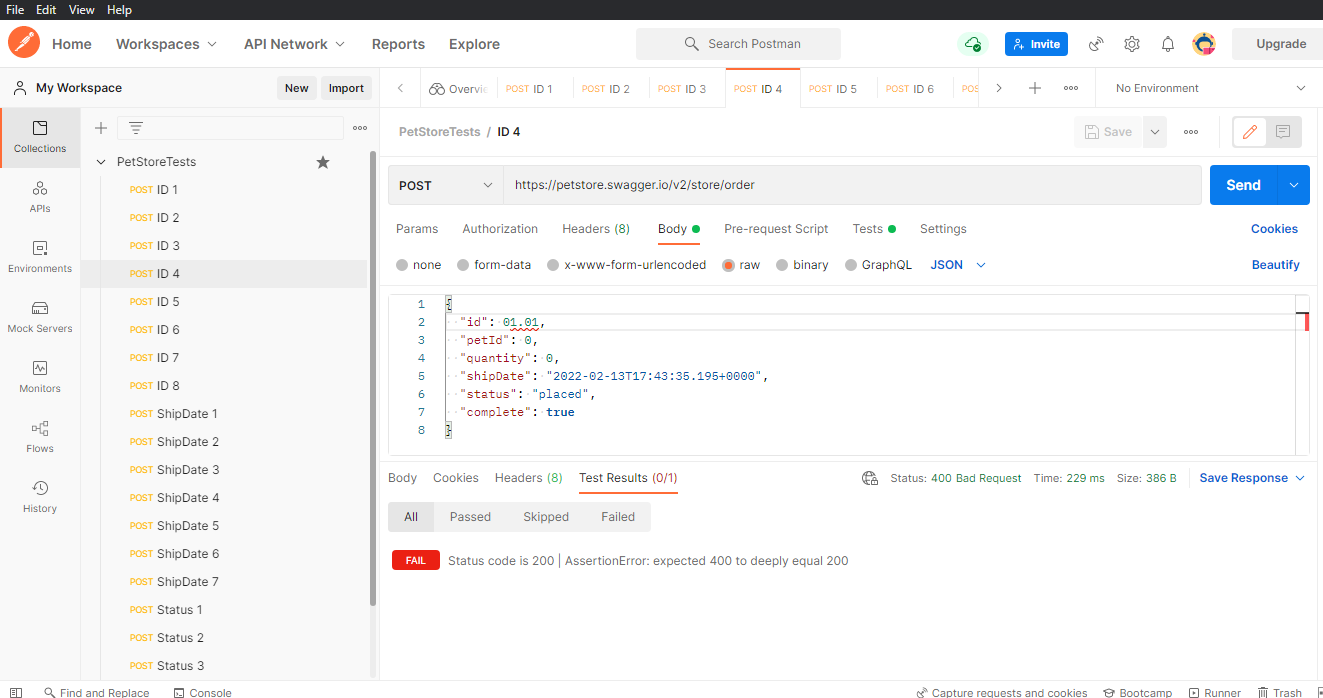 File Edit View Help
Home Workspaces API Network Reports Explore Search Postman Invite Upgrade
My Workspace New Import Overvie POST ID 1 POST ID 2 POST ID 3 POST ID 4 POST ID 5 POST ID 6 POS No Environment
Collections
APIs
Environments
Mock Servers
Monitors
Flows
History
PetStoreTests
POST ID 1
POST ID 2
POST ID 3
POST ID 4
POST ID 5
POST ID 6
POST ID 7
POST ID 8
POST ShipDate 1
POST ShipDate 2
POST ShipDate 3
POST ShipDate 4
POST ShipDate 5
POST ShipDate 6
POST ShipDate 7
POST Status 1
POST Status 2
POST Status 3
PetStoreTests / ID 4 Save
POST https://petstore.swagger.io/v2/store/order Send
Params Authorization Headers (8) Body Pre-request Script Tests Settings Cookies
none form-data x-www-form-urlencoded raw binary GraphQL JSON Beautify
1 {
2 "id": 01.01,
3 "petId": 0,
4 "quantity": 0,
5 "shipDate": "2022-02-13T17:43:35.195+0000",
6 "status": "placed",
7 "complete": true
8 }
Body Cookies Headers (8) Test Results (0/1) Status: 400 Bad Request Time: 229 ms Size: 386 B Save Response
All Passed Skipped Failed
FAIL Status code is 200 | AssertionError: expected 400 to deeply equal 200
Find and Replace Console Capture requests and cookies Bootcamp Runner Trash